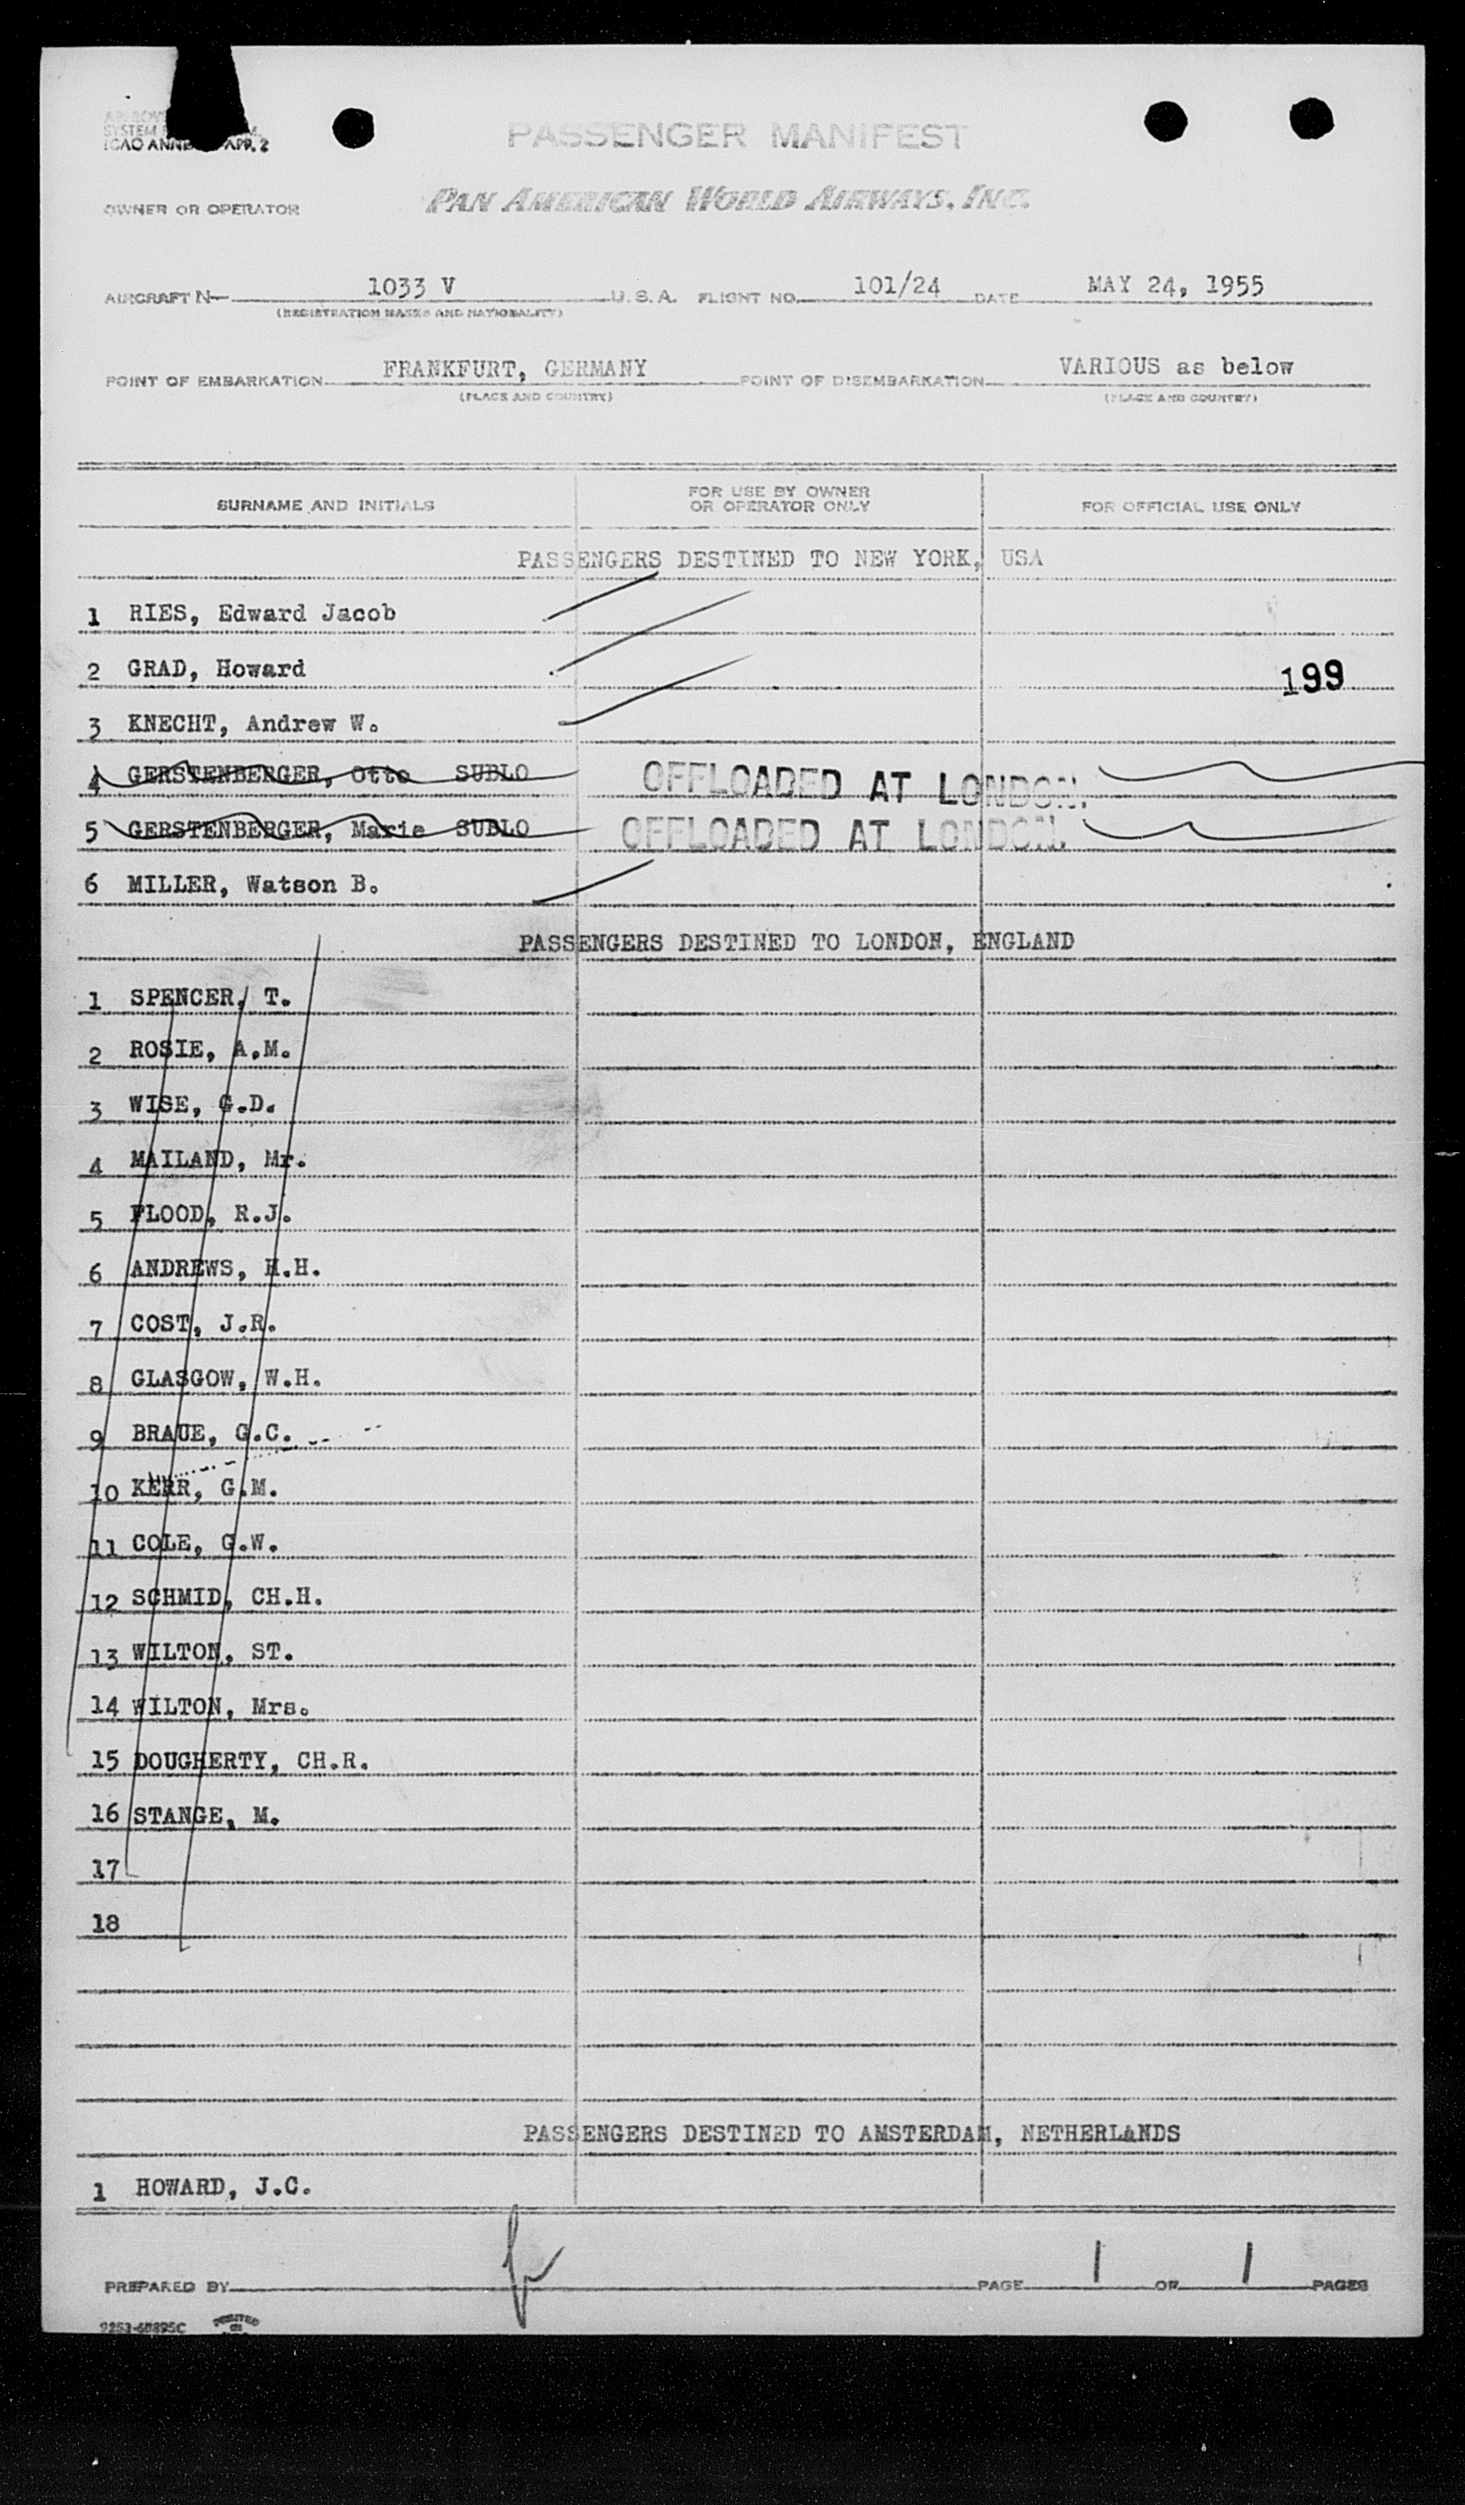 SYSTEM
ICAO ANNE APP. 2
PASSENGER MANIFEST
OWNER OR OPERATOR PAN AMERICAN WORLD AIRWAYS, INC.
AIRCRAFT N— 1033 V U. S. A. FLIGHT NO. 101/24 DATE MAY 24, 1955
(REGISTRATION MARKS AND NATIONALITY)
POINT OF EMBARKATION FRANKFURT, GERMANY POINT OF DISEMBARKATION VARIOUS as below
(PLACE AND COUNTRY) (PLACE AND COUNTRY)
SURNAME AND INITIALS FOR USE BY OWNER OR OPERATOR ONLY FOR OFFICIAL USE ONLY
PASSENGERS DESTINED TO NEW YORK, USA
1 RIES, Edward Jacob
2 GRAD, Howard 199
3 KNECHT, Andrew W.
4 GERSTENBERGER, Otto SUBLO OFFLOADED AT LONDON.
5 GERSTENBERGER, Marie SUBLO OFFLOADED AT LONDON.
6 MILLER, Watson B.
PASSENGERS DESTINED TO LONDON, ENGLAND
1 SPENCER, T.
2 ROSIE, A.M.
3 WISE, G.D.
4 MAILAND, Mr.
5 FLOOD, R.J.
6 ANDREWS, H.H.
7 COST, J.R.
8 GLASGOW, W.H.
9 BRAUE, G.C.
10 KERR, G.M.
11 COLE, G.W.
12 SCHMID, CH.H.
13 WILTON, ST.
14 WILTON, Mrs.
15 DOUGHERTY, CH.R.
16 STANGE, M.
17
18
PASSENGERS DESTINED TO AMSTERDAM, NETHERLANDS
1 HOWARD, J.C.
PREPARED BY PAGE 1 OF 1 PAGES